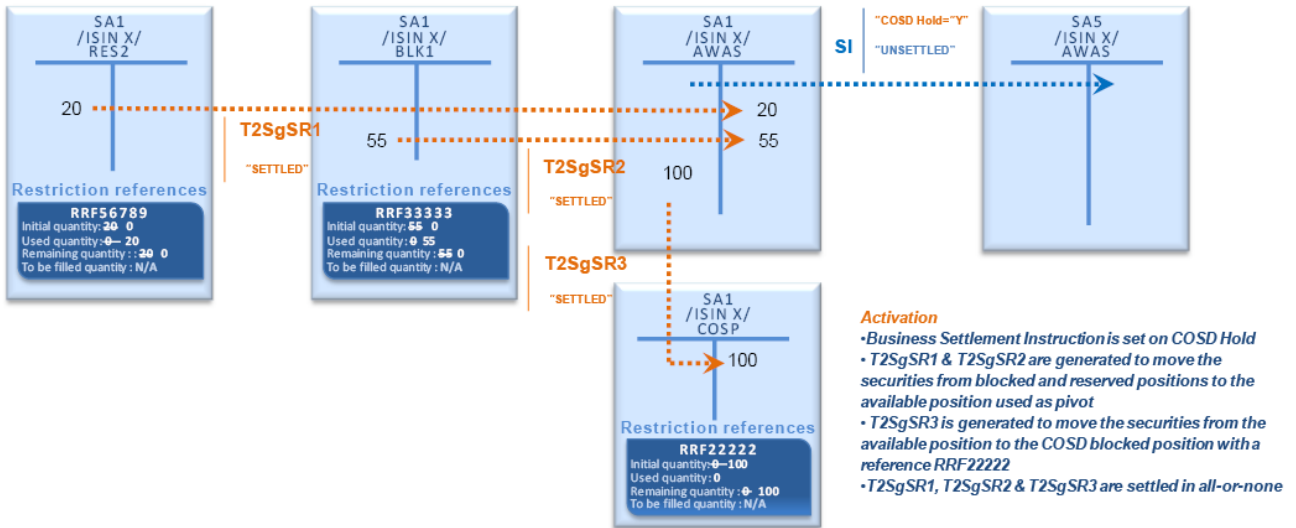 SA1
/ISIN X/
RES2
20
Restriction references
RRF56789
Initial quantity: 20 0
Used quantity: 0 20
Remaining quantity : : 20 0
To be filled quantity : N/A
T2SgSR1
"SETTLED"
SA1
/ISIN X/
BLK1
55
Restriction references
RRF33333
Initial quantity: 55 0
Used quantity: 0 55
Remaining quantity : 55 0
To be filled quantity : N/A
T2SgSR2
"SETTLED"
T2SgSR3
"SETTLED"
SA1
/ISIN X/
AWAS
20
55
100
SI
"COSD Hold="Y"
"UNSETTLED"
SA5
/ISIN X/
AWAS
SA1
/ISIN X/
COSP
100
Restriction references
RRF22222
Initial quantity: 0 100
Used quantity : 0
Remaining quantity : 0 100
To be filled quantity : N/A
Activation
•Business Settlement Instruction is set on COSD Hold
• T2SgSR1 & T2SgSR2 are generated to move the
securities from blocked and reserved positions to the
available position used as pivot
• T2SgSR3 is generated to move the securities from the
available position to the COSD blocked position with a
reference RRF22222
•T2SgSR1, T2SgSR2 & T2SgSR3 are settled in all-or-none